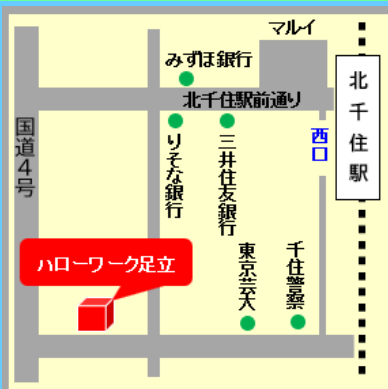 マルイ
みずほ銀行
北千住駅
北千住駅前通り
国道4号
りそな銀行
三井住友銀行
西口
ハローワーク足立
東京芸大
千住警察